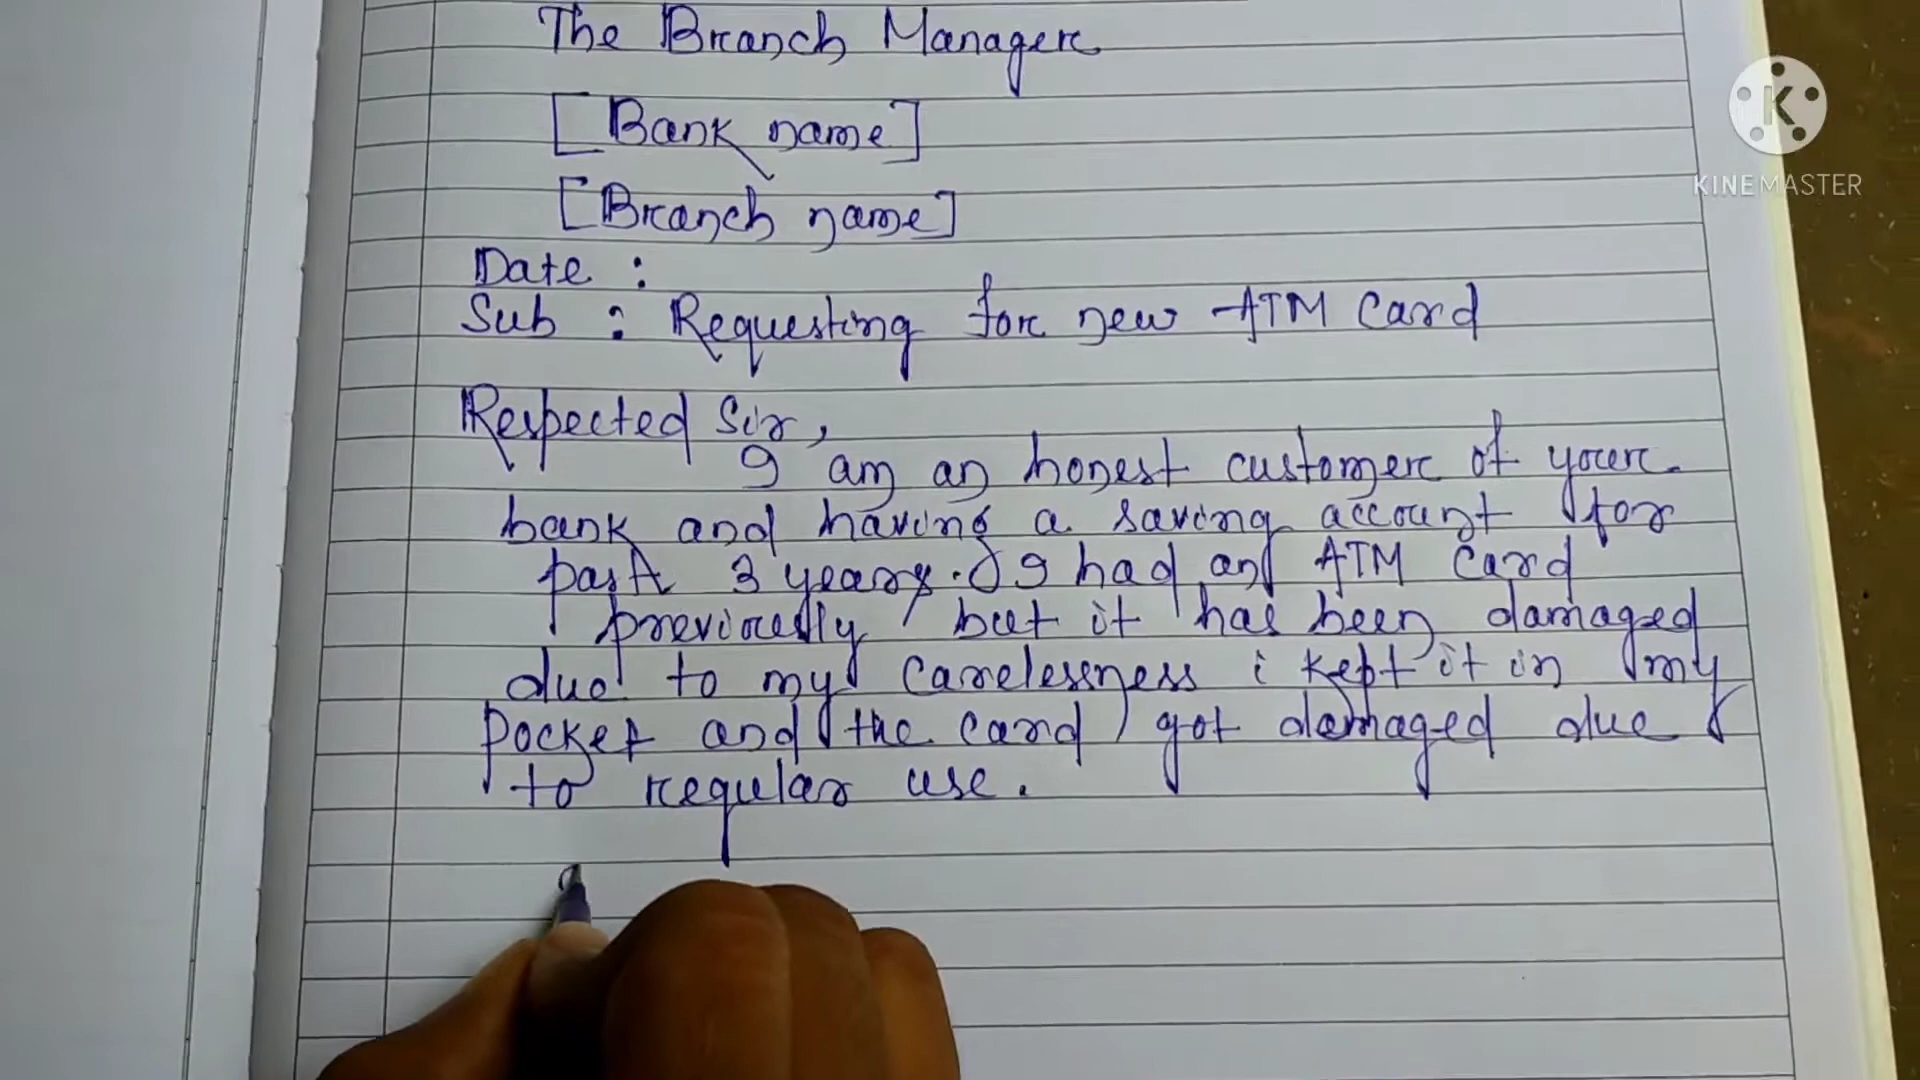 The Branch Manager
[Bank name]
[Branch name]
Date :
Sub : Requesting for new ATM Card
Respected Sir,
I am an honest customer of your
bank and having a saving account for
past 3 years. I had an ATM Card
previously but it has been damaged
due to my carelessness i kept it in my
Pocket and the card got damaged due
to regular use.
K
KINEMASTER